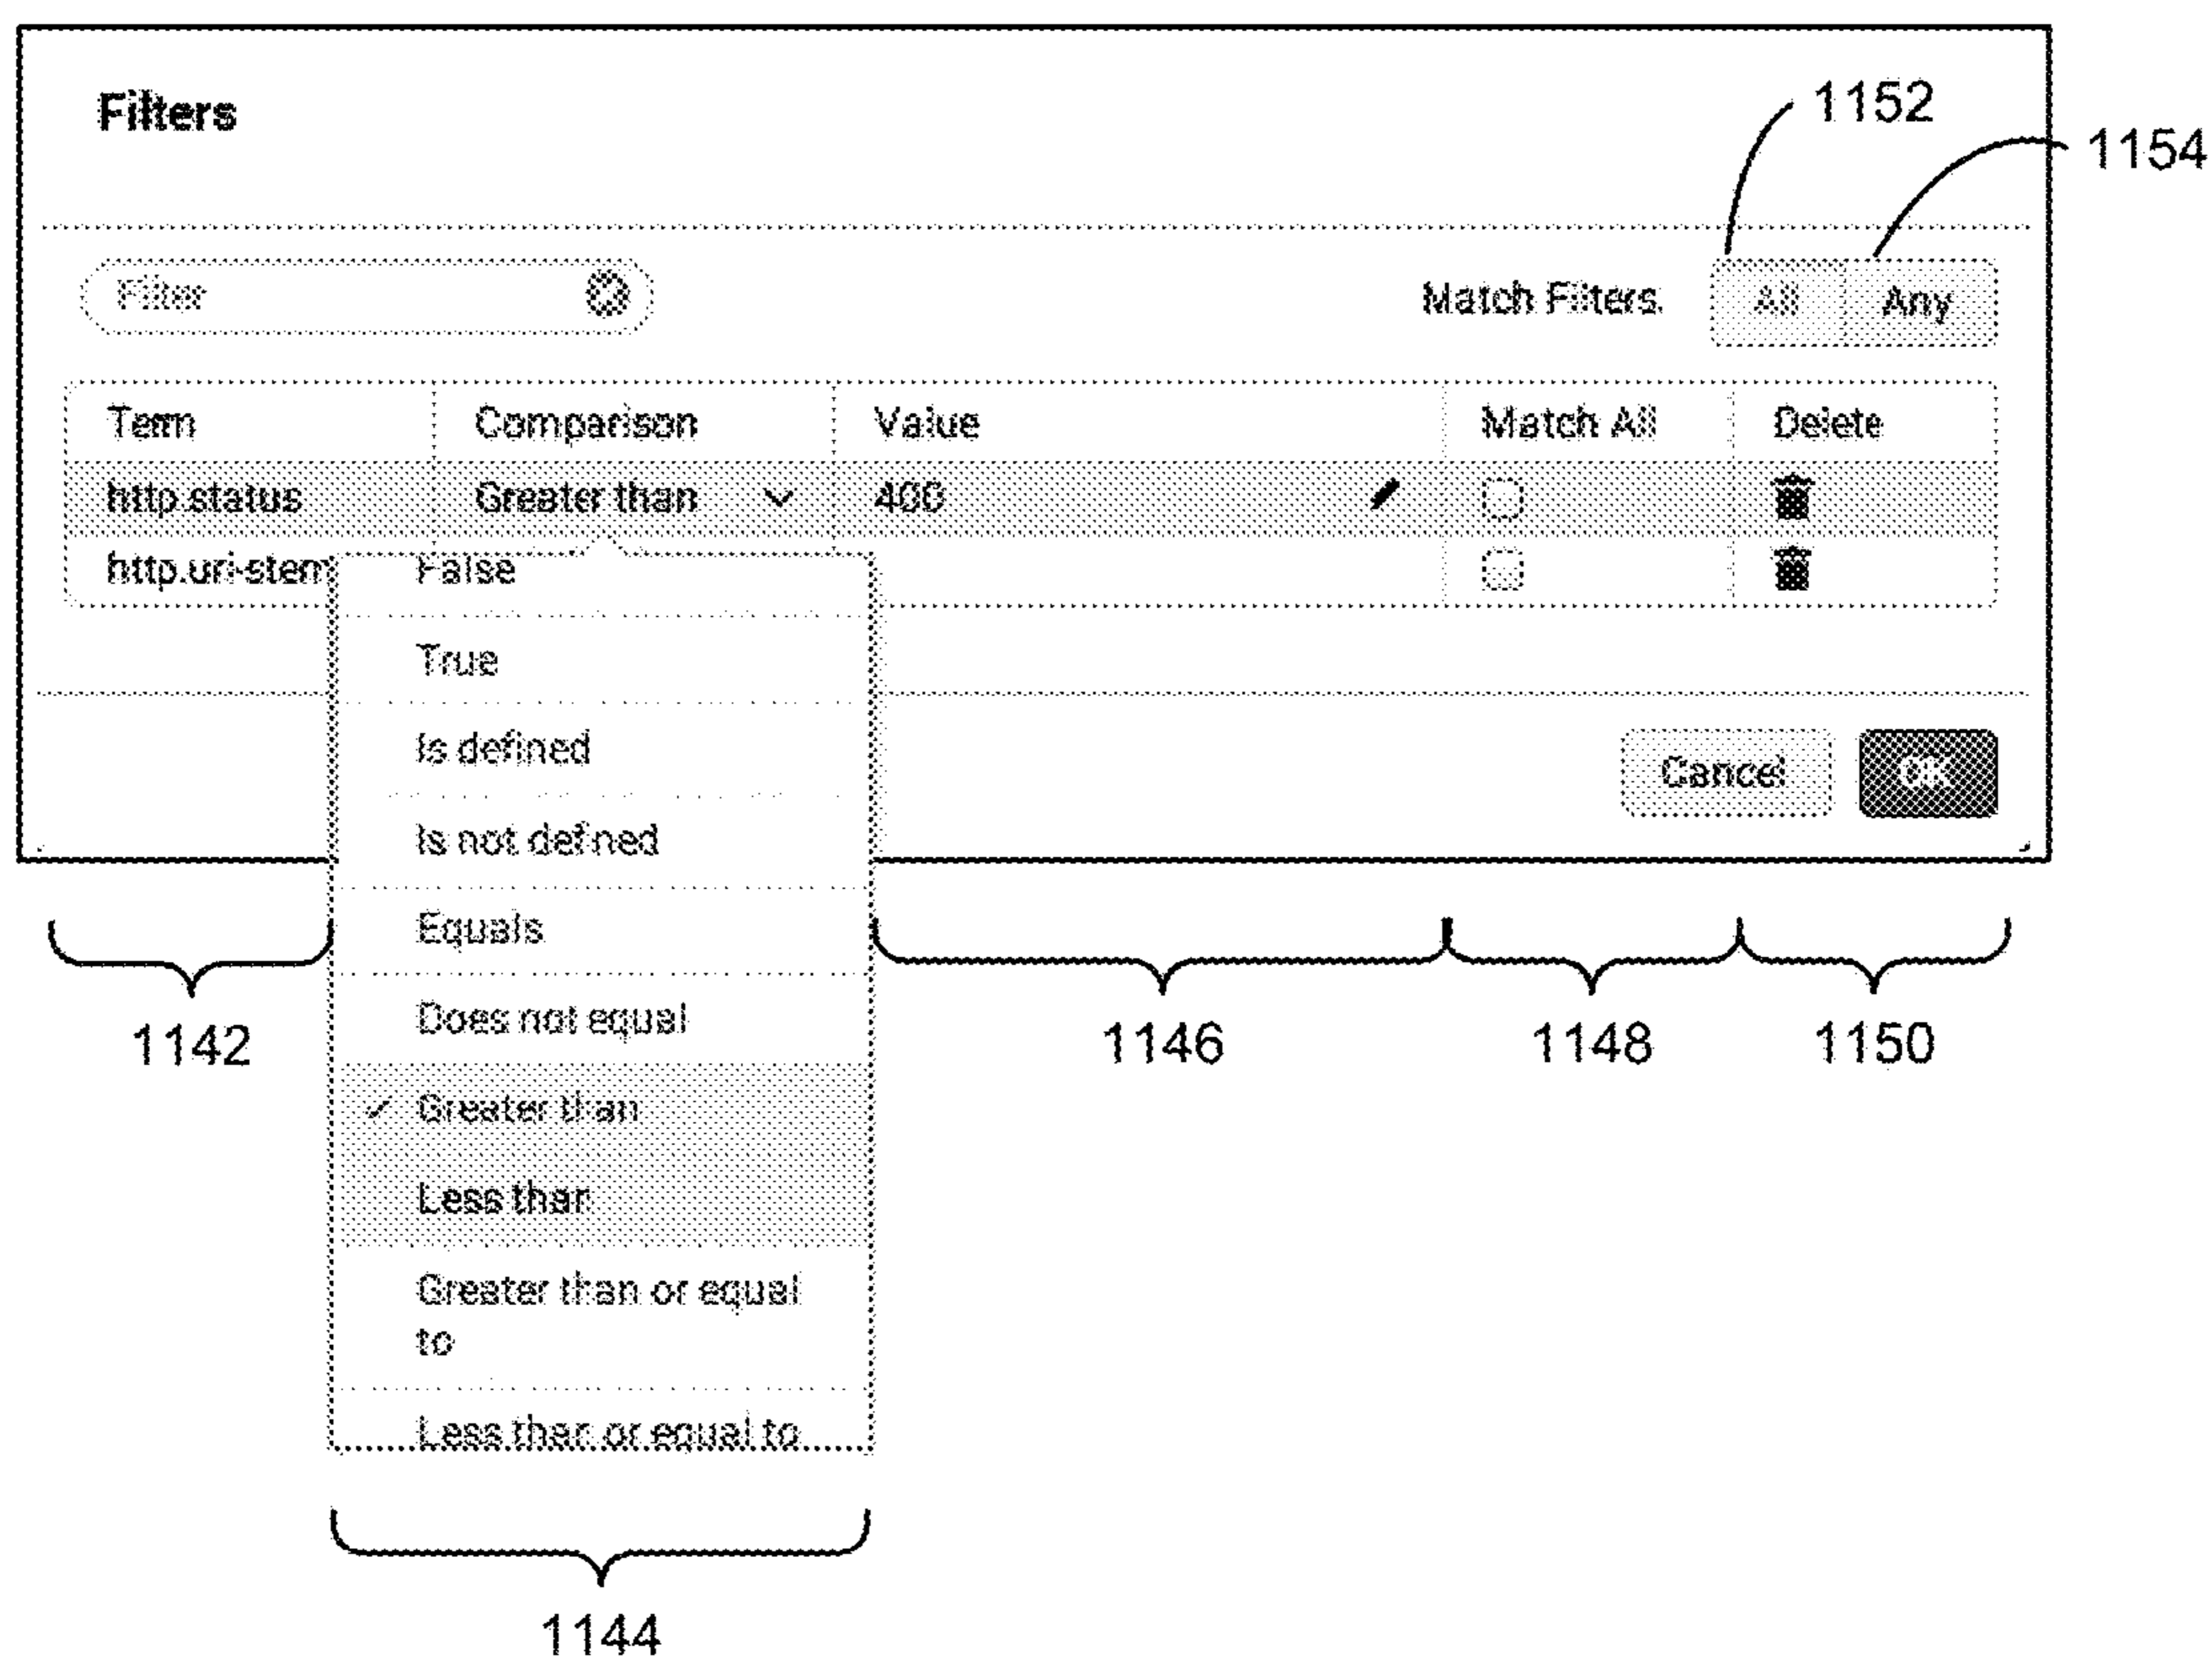 Filters
1152
1154
Filter
Match Filters:
All
Any
Term
Comparison
Value
Match All
Delete
http.status
Greater than
400
http.uri-stem
False
True
Is defined
Is not defined
Equals
Does not equal
Greater than
Less than
Greater than or equal
to
Less than or equal to
Cancel
OK
1142
1146
1148
1150
1144